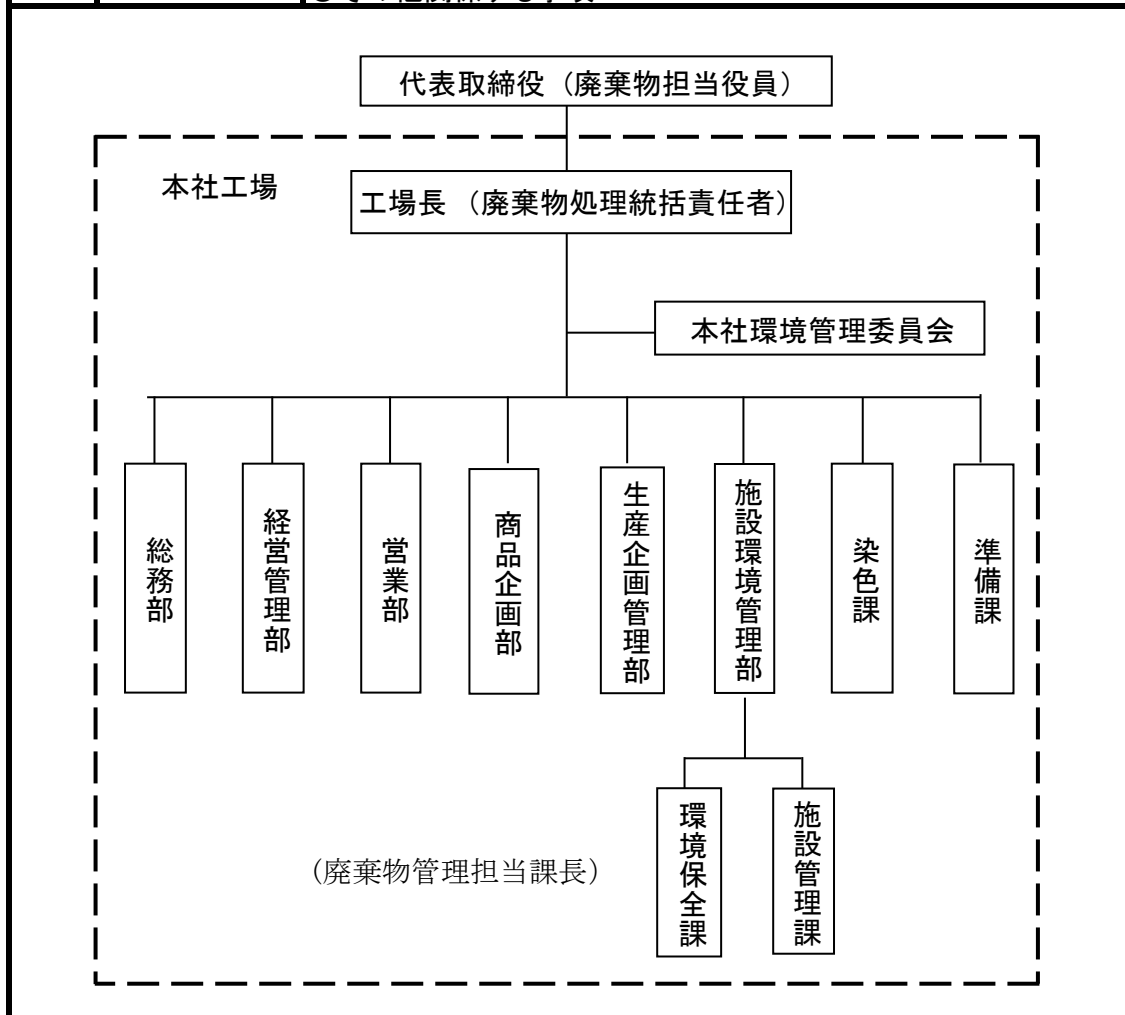 代表取締役（廃棄物担当役員）
本社工場
工場長（廃棄物処理統括責任者）
本社環境管理委員会
総務部
経営管理部
営業部
商品企画部
生産企画管理部
施設環境管理部
染色課
準備課
（廃棄物管理担当課長）
環境保全課
施設管理課